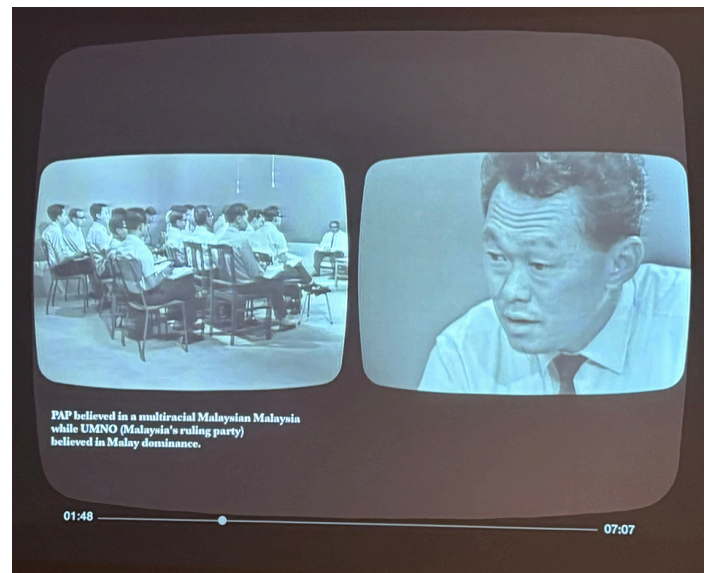 PAP believed in a multiracial Malaysian Malaysia
while UMNO (Malaysia's ruling party)
believed in Malay dominance.
01:48
07:07